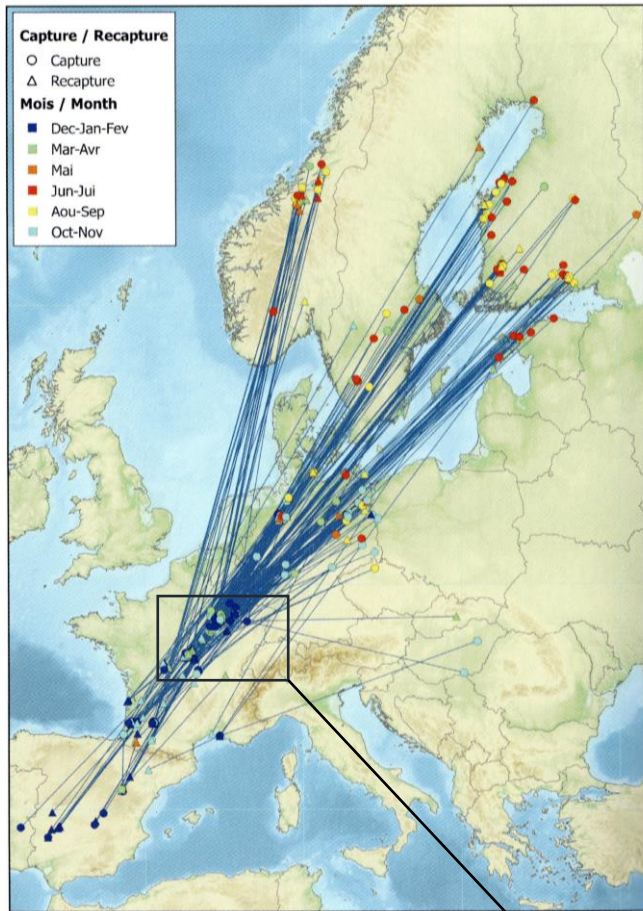 Capture / Recapture
Capture
Recapture
Mois / Month
Dec-Jan-Fev
Mar-Avr
Mai
Jun-Jui
Aou-Sep
Oct-Nov